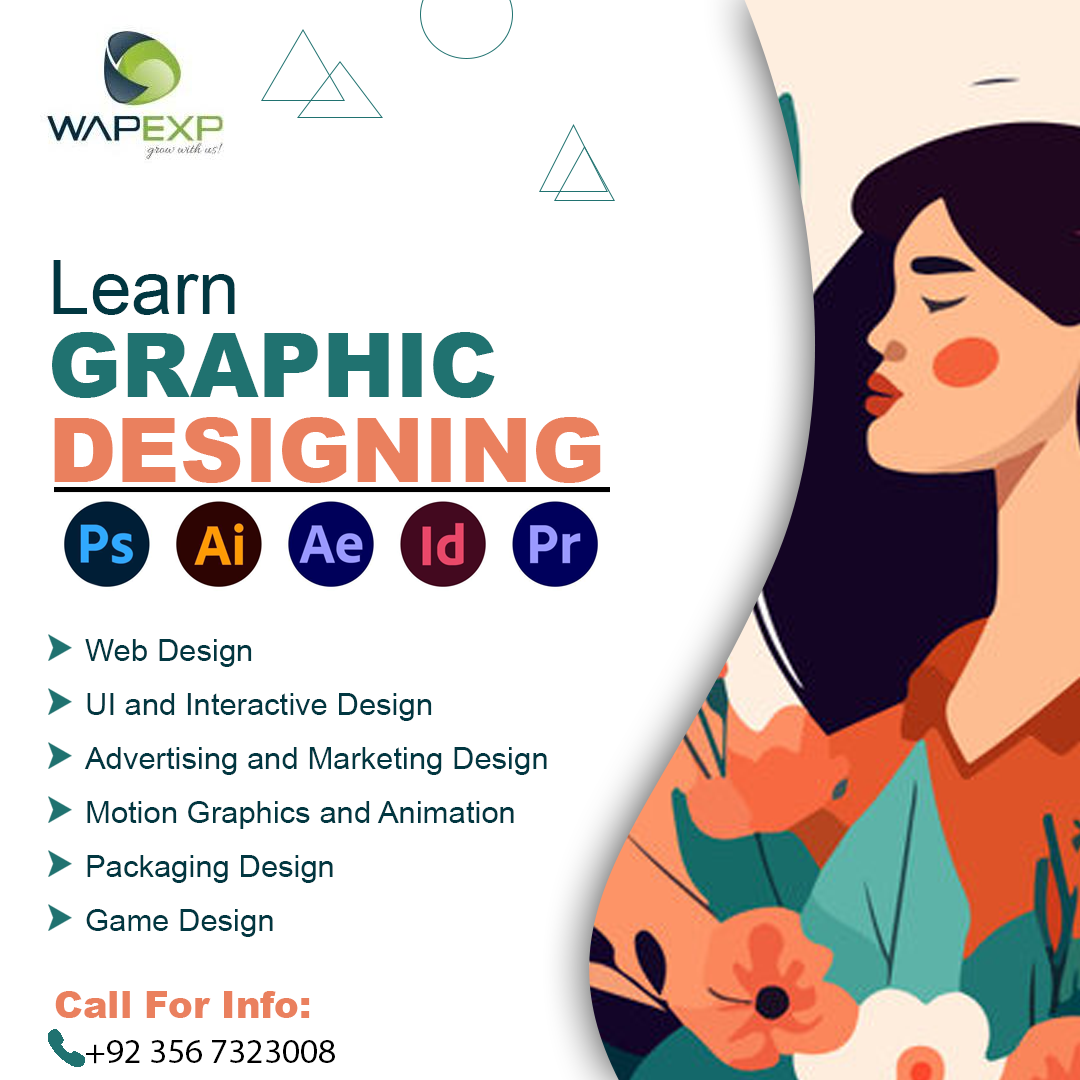 WAPEXP
grow with us!
Learn
GRAPHIC
DESIGNING
Ps Ai Ae Id Pr
Web Design
UI and Interactive Design
Advertising and Marketing Design
Motion Graphics and Animation
Packaging Design
Game Design
Call For Info:
+92 356 7323008